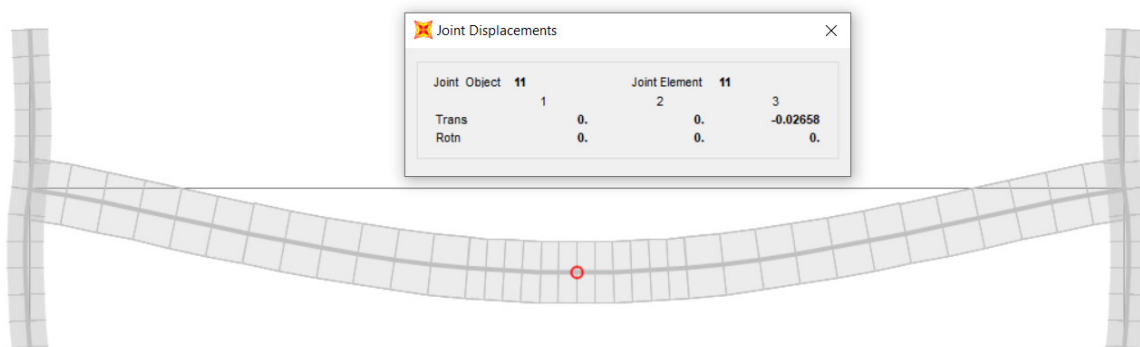 Joint Displacements
Joint Object 11 Joint Element 11
1 2 3
Trans 0. 0. -0.02658
Rotn 0. 0. 0.